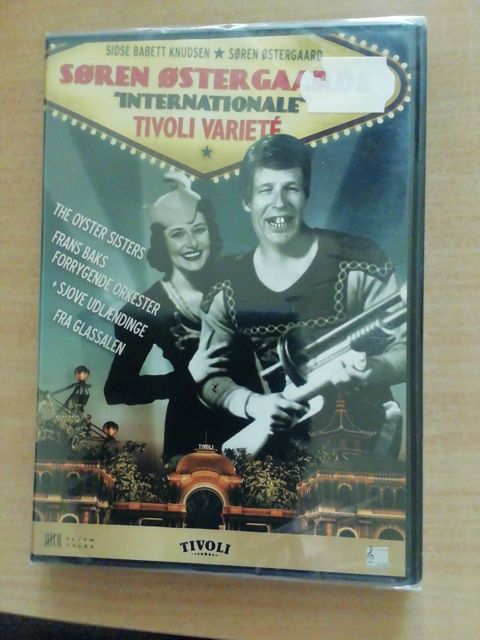 SIDSE BABETT KNUDSEN ★ SØREN ØSTERGAARD
SØREN ØSTERGAARD
"INTERNATIONALE"
TIVOLI VARIETÉ
THE OYSTER SISTERS
FRANS BAKS
FORRYGENDE ORKESTER
+ SJOVE UDLÆNDINGE
FRA GLASSALEN
TIVOLI
TIVOLI